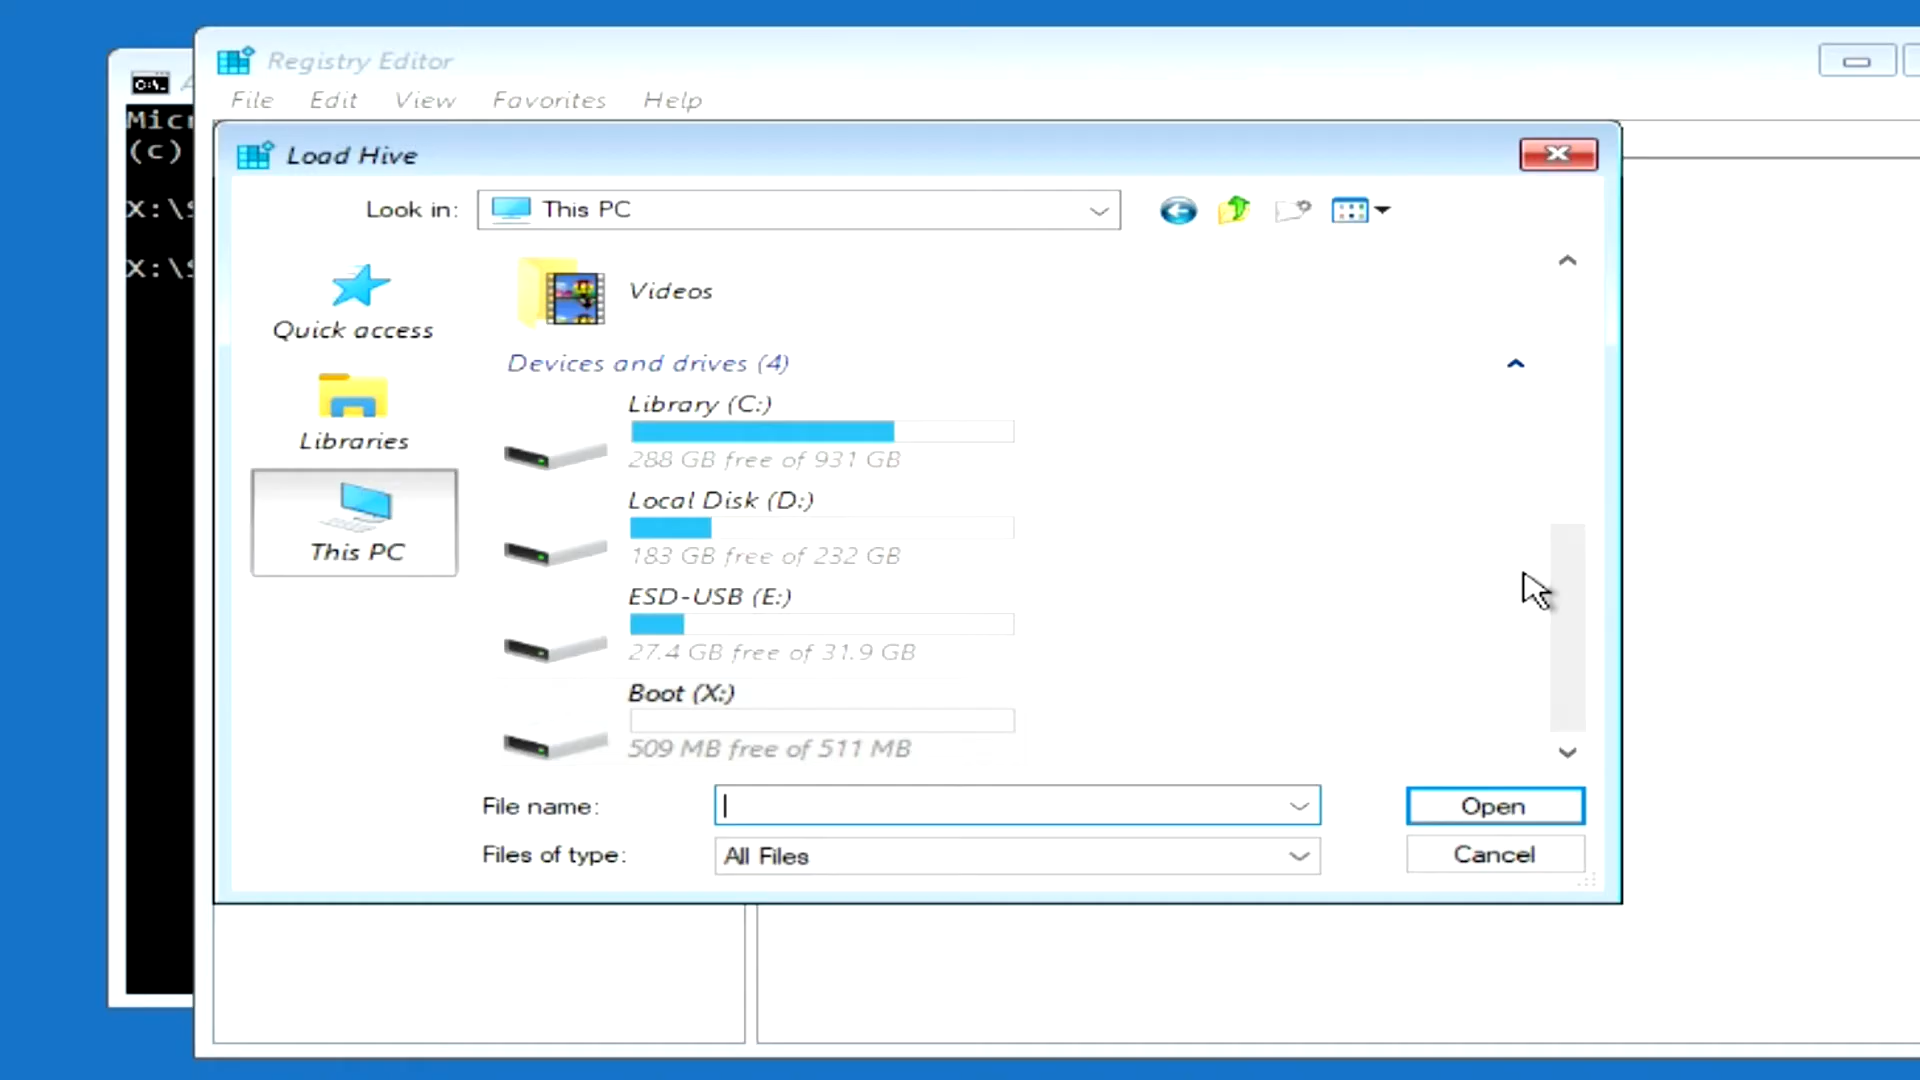 Registry Editor
File Edit View Favorites Help
(c)
X:\
X:\
Load Hive
Look in: This PC
Quick access
Libraries
This PC
Videos
Devices and drives (4)
Library (C:)
288 GB free of 931 GB
Local Disk (D:)
183 GB free of 232 GB
ESD-USB (E:)
27.4 GB free of 31.9 GB
Boot (X:)
509 MB free of 511 MB
File name:
Open
Files of type: All Files
Cancel